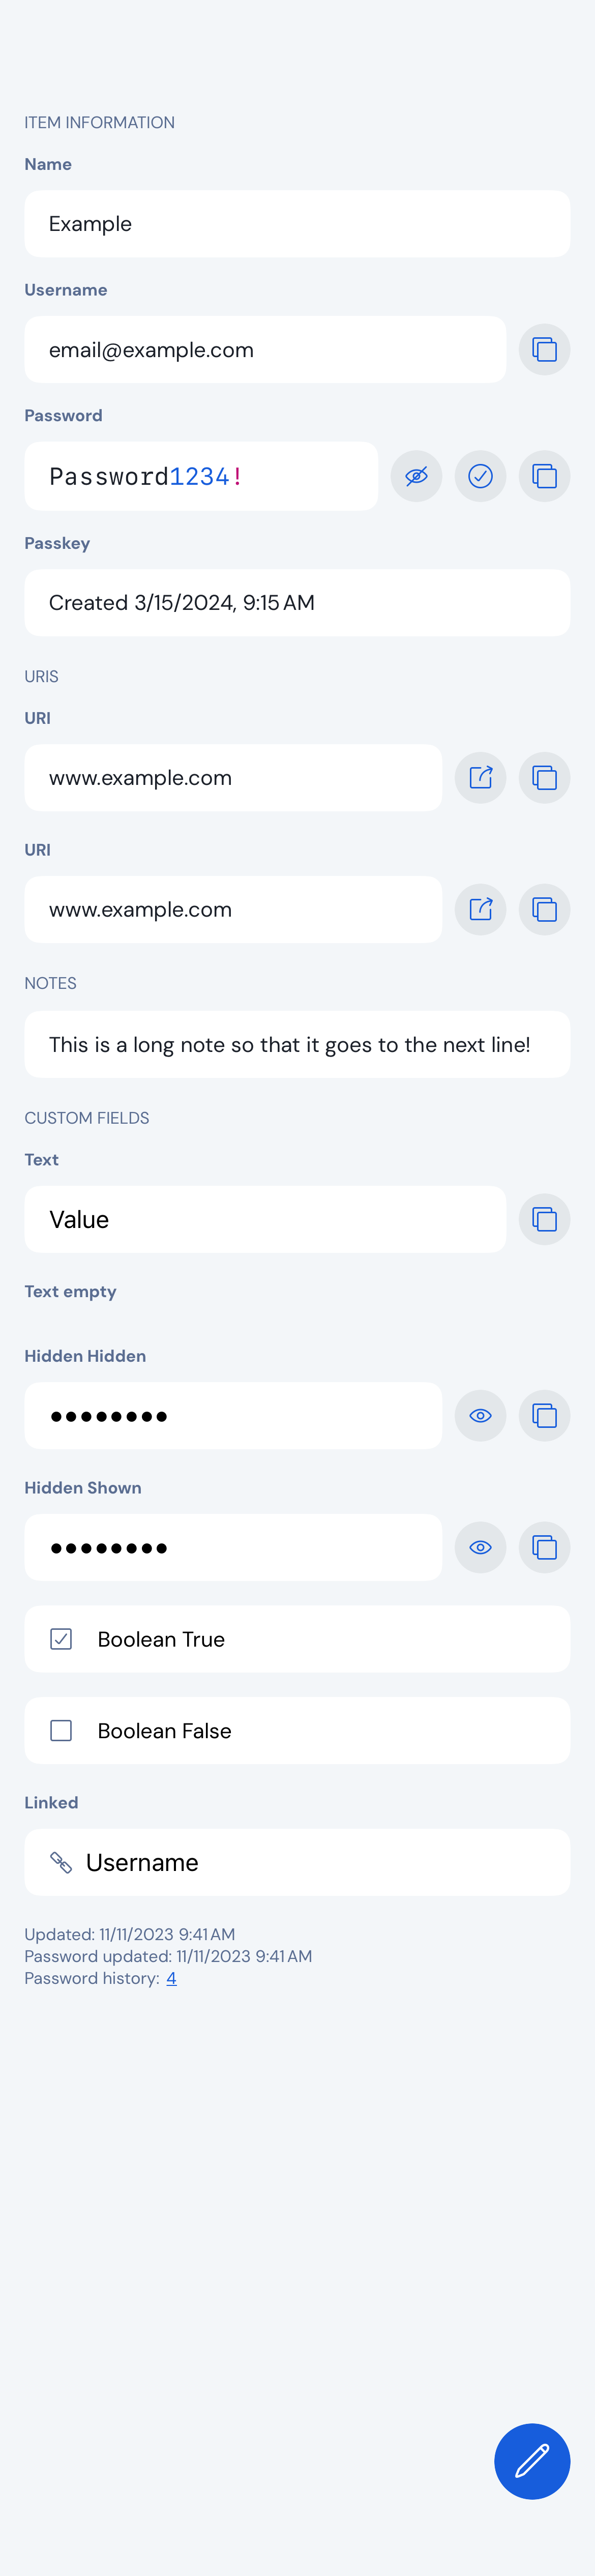 ITEM INFORMATION
Name
Example
Username
email@example.com
Password
Password1234!
Passkey
Created 3/15/2024, 9:15 AM
URIS
URI
www.example.com
URI
www.example.com
NOTES
This is a long note so that it goes to the next line!
CUSTOM FIELDS
Text
Value
Text empty
Hidden Hidden
••••••••
Hidden Shown
••••••••
Boolean True
Boolean False
Linked
Username
Updated: 11/11/2023 9:41 AM
Password updated: 11/11/2023 9:41 AM
Password history: 4